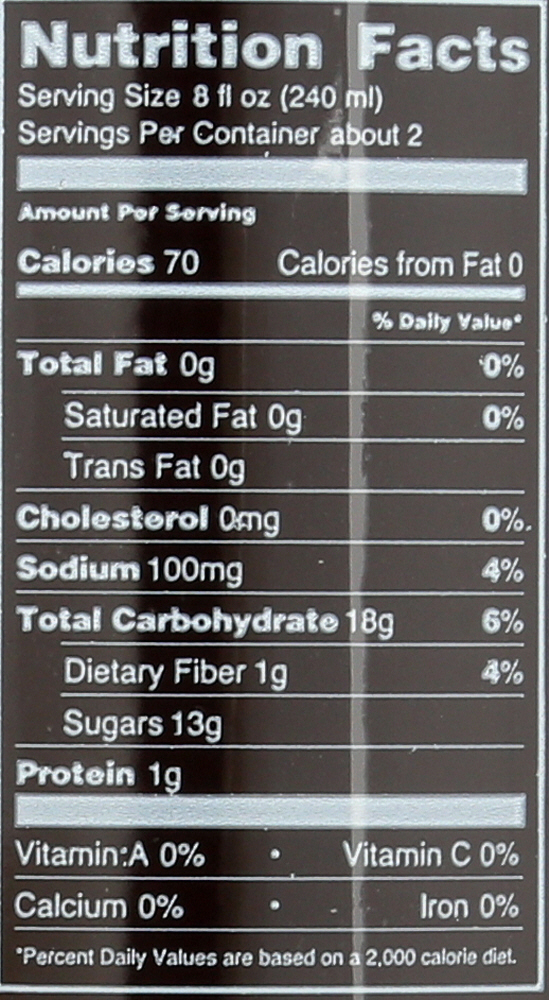 Nutrition Facts
Serving Size 8 fl oz (240 ml)
Servings Per Container about 2
Amount Per Serving
Calories 70 Calories from Fat 0
% Daily Value*
Total Fat 0g 0%
Saturated Fat 0g 0%
Trans Fat 0g
Cholesterol 0mg 0%
Sodium 100mg 4%
Total Carbohydrate 18g 6%
Dietary Fiber 1g 4%
Sugars 13g
Protein 1g
Vitamin A 0% • Vitamin C 0%
Calcium 0% • Iron 0%
*Percent Daily Values are based on a 2,000 calorie diet.